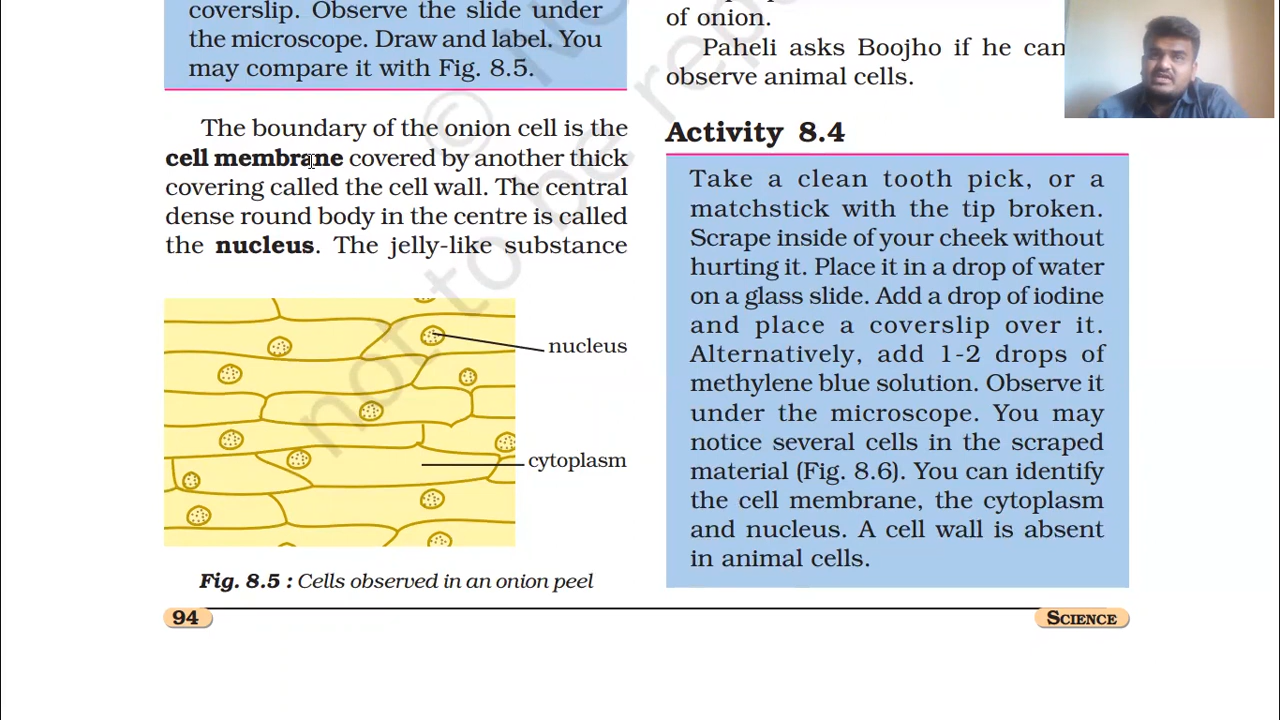 coverslip. Observe the slide under
the microscope. Draw and label. You
may compare it with Fig. 8.5.
The boundary of the onion cell is the
cell membrane covered by another thick
covering called the cell wall. The central
dense round body in the centre is called
the nucleus. The jelly-like substance
nucleus
cytoplasm
Fig. 8.5 : Cells observed in an onion peel
of onion.
Paheli asks Boojho if he can
observe animal cells.
Activity 8.4
Take a clean tooth pick, or a
matchstick with the tip broken.
Scrape inside of your cheek without
hurting it. Place it in a drop of water
on a glass slide. Add a drop of iodine
and place a coverslip over it.
Alternatively, add 1-2 drops of
methylene blue solution. Observe it
under the microscope. You may
notice several cells in the scraped
material (Fig. 8.6). You can identify
the cell membrane, the cytoplasm
and nucleus. A cell wall is absent
in animal cells.
94
SCIENCE
not to be